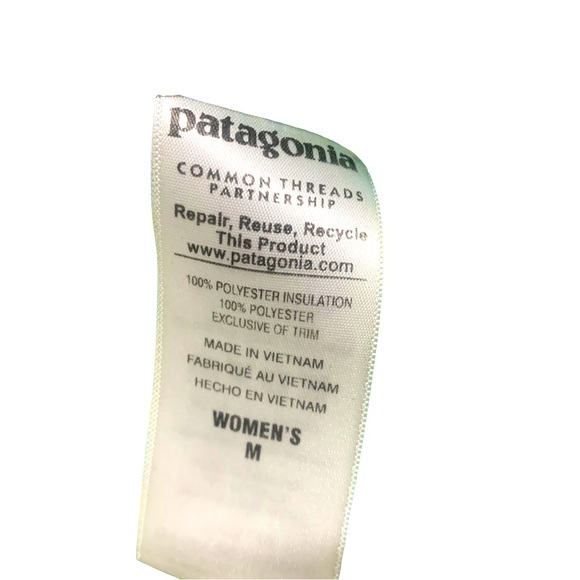 patagonia
COMMON THREADS
PARTNERSHIP
Repair, Reuse, Recycle
This Product
www.patagonia.com
100% POLYESTER INSULATION
100% POLYESTER
EXCLUSIVE OF TRIM
MADE IN VIETNAM
FABRIQUÉ AU VIETNAM
HECHO EN VIETNAM
WOMEN'S
M